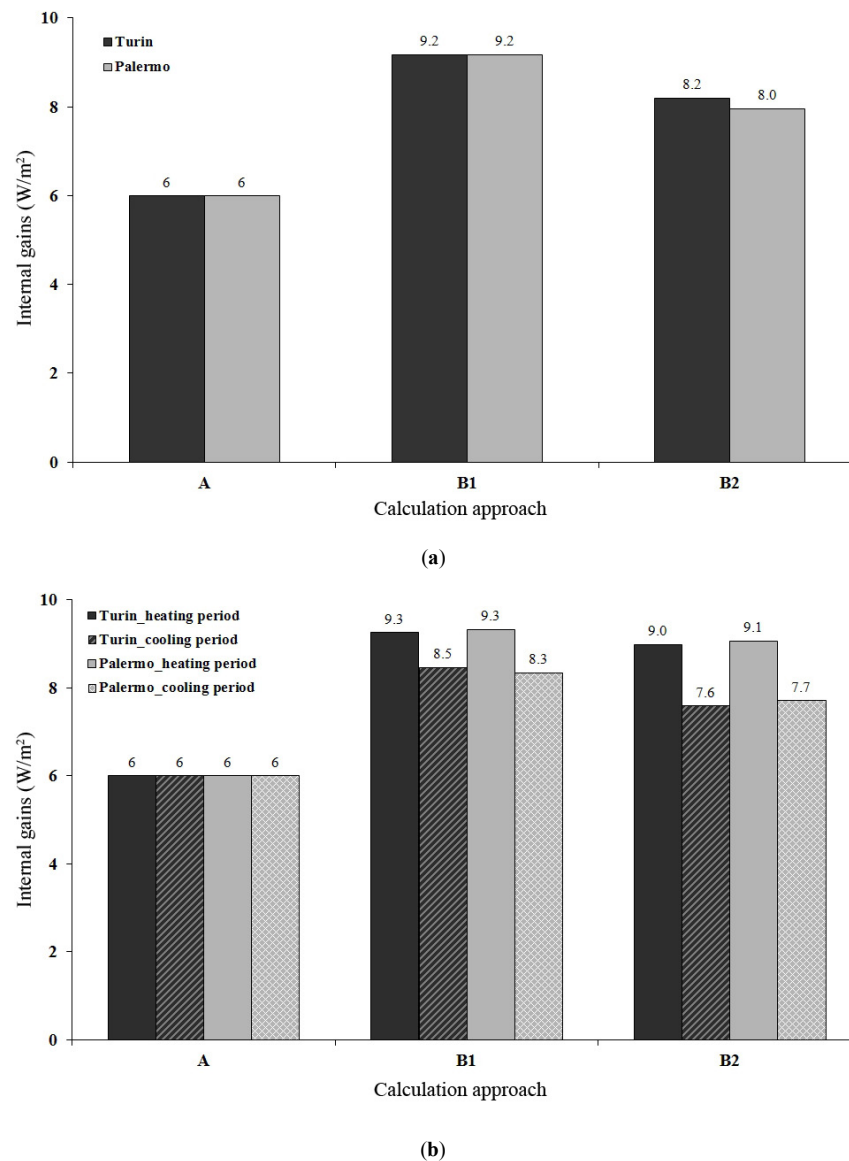 10
8
6
4
2
0
Internal gains (W/m²)
Turin
Palermo
6 6
9.2 9.2
8.2 8.0
A B1 B2
Calculation approach
(a)
10
8
6
4
2
0
Internal gains (W/m²)
Turin_heating period
Turin_cooling period
Palermo_heating period
Palermo_cooling period
6 6 6 6
9.3 8.5 9.3 8.3
9.0 7.6 9.1 7.7
A B1 B2
Calculation approach
(b)